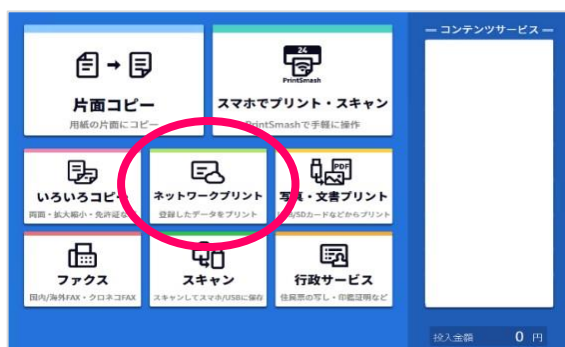 コンテンツサービス
24
PrintSmash
片面コピー
用紙の片面にコピー
スマホでプリント・スキャン
PrintSmashで手軽に操作
いろいろコピー
両面・拡大縮小・免許証な
ネットワークプリント
登録したデータをプリント
PDF
写真・文書プリント
/SDカードなどからプリント
ファクス
国内/海外FAX・クロネコFAX
スキャン
スキャンしてスマホ/USBに保存
行政サービス
住民票の写し・印鑑証明など
投入金額 0 円